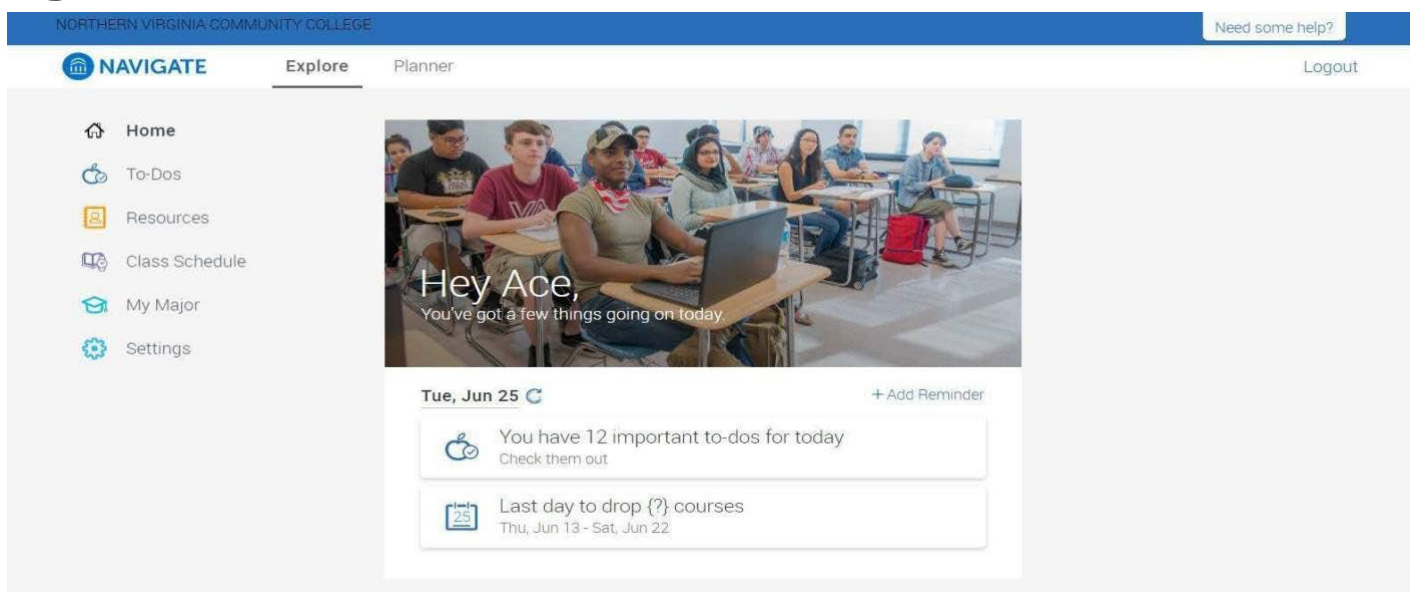 NORTHERN VIRGINIA COMMUNITY COLLEGE
Need some help?
NAVIGATE
Explore
Planner
Logout
Home
To-Dos
Resources
Class Schedule
My Major
Settings
VA
Hey Ace,
You've got a few things going on today.
Tue, Jun 25
+ Add Reminder
You have 12 important to-dos for today
Check them out
25
Last day to drop {?} courses
Thu, Jun 13 - Sat, Jun 22